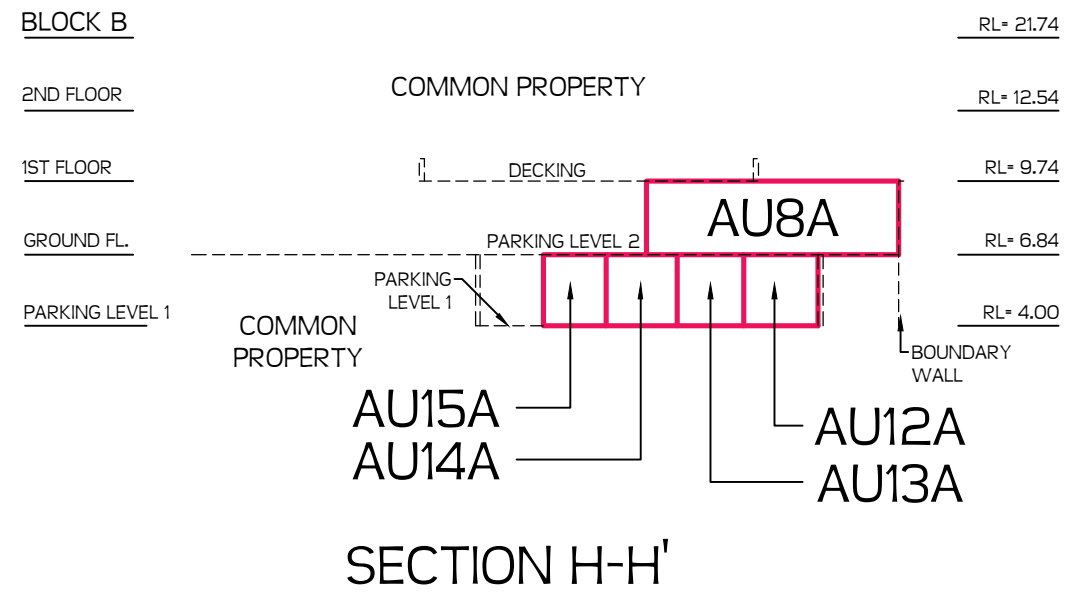 BLOCK B
RL= 21.74
COMMON PROPERTY
2ND FLOOR
RL= 12.54
1ST FLOOR
DECKING
RL= 9.74
AU8A
GROUND FL.
PARKING LEVEL 2
RL= 6.84
PARKING
LEVEL 1
PARKING LEVEL 1
RL= 4.00
COMMON
PROPERTY
BOUNDARY
WALL
AU15A
AU14A
AU12A
AU13A
SECTION H-H'